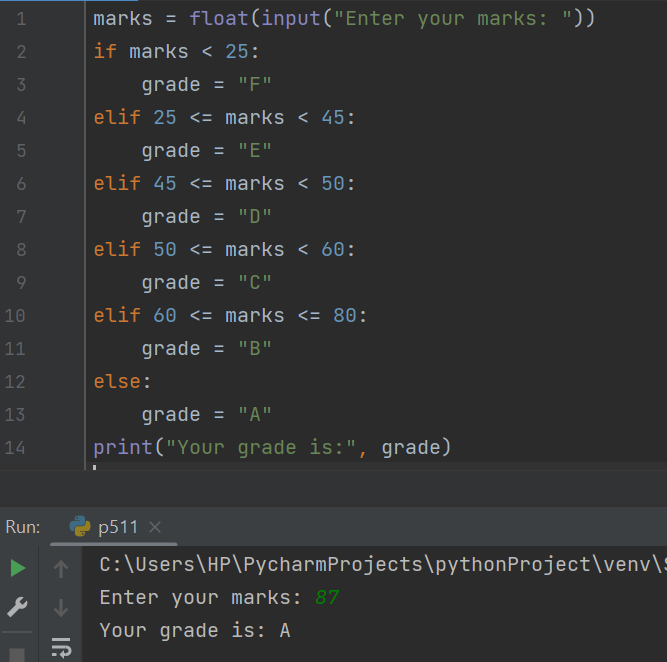 1 marks = float(input("Enter your marks: "))
2 if marks < 25:
3     grade = "F"
4 elif 25 <= marks < 45:
5     grade = "E"
6 elif 45 <= marks < 50:
7     grade = "D"
8 elif 50 <= marks < 60:
9     grade = "C"
10 elif 60 <= marks <= 80:
11     grade = "B"
12 else:
13     grade = "A"
14 print("Your grade is:", grade)
Run: p511
C:\Users\HP\PycharmProjects\pythonProject\venv\S
Enter your marks: 87
Your grade is: A